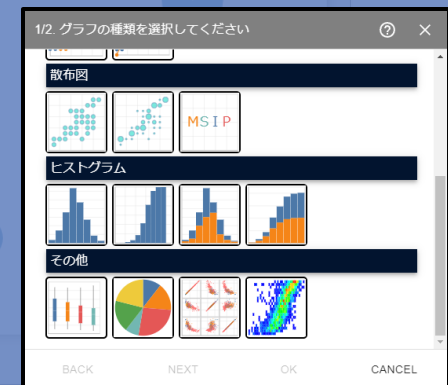 1/2. グラフの種類を選択してください
散布図
MSIP
ヒストグラム
その他
BACK NEXT OK CANCEL